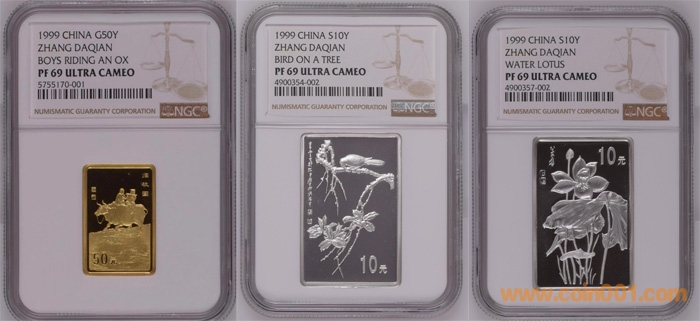 1999 CHINA G50Y
ZHANG DAQIAN
BOYS RIDING AN OX
PF 69 ULTRA CAMEO
5755170-001
NUMISMATIC GUARANTY CORPORATION
NGC®
50元
1999 CHINA S10Y
ZHANG DAQIAN
BIRD ON A TREE
PF 69 ULTRA CAMEO
4900354-002
NUMISMATIC GUARANTY CORPORATION
NGC®
10元
1999 CHINA S10Y
ZHANG DAQIAN
WATER LOTUS
PF 69 ULTRA CAMEO
4900357-002
NUMISMATIC GUARANTY CORPORATION
NGC®
10元
www.coin001.com